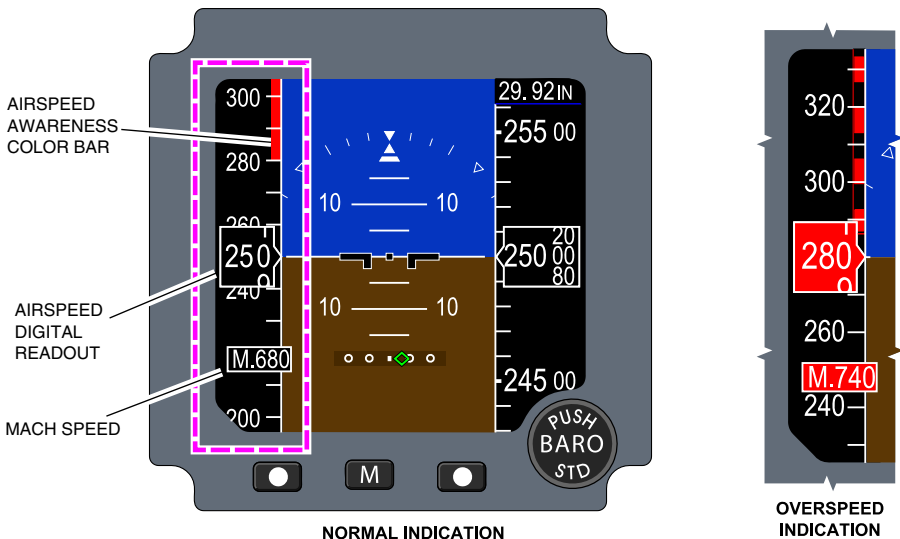 AIRSPEED
AWARENESS
COLOR BAR
AIRSPEED
DIGITAL
READOUT
MACH SPEED
300
280
260
250
240
M.680
200
10 10
10 10
29.92IN
255 00
250
20
00
80
245 00
M
PUSH
BARO
STD
NORMAL INDICATION
320
300
280
260
M.740
240
OVERSPEED
INDICATION